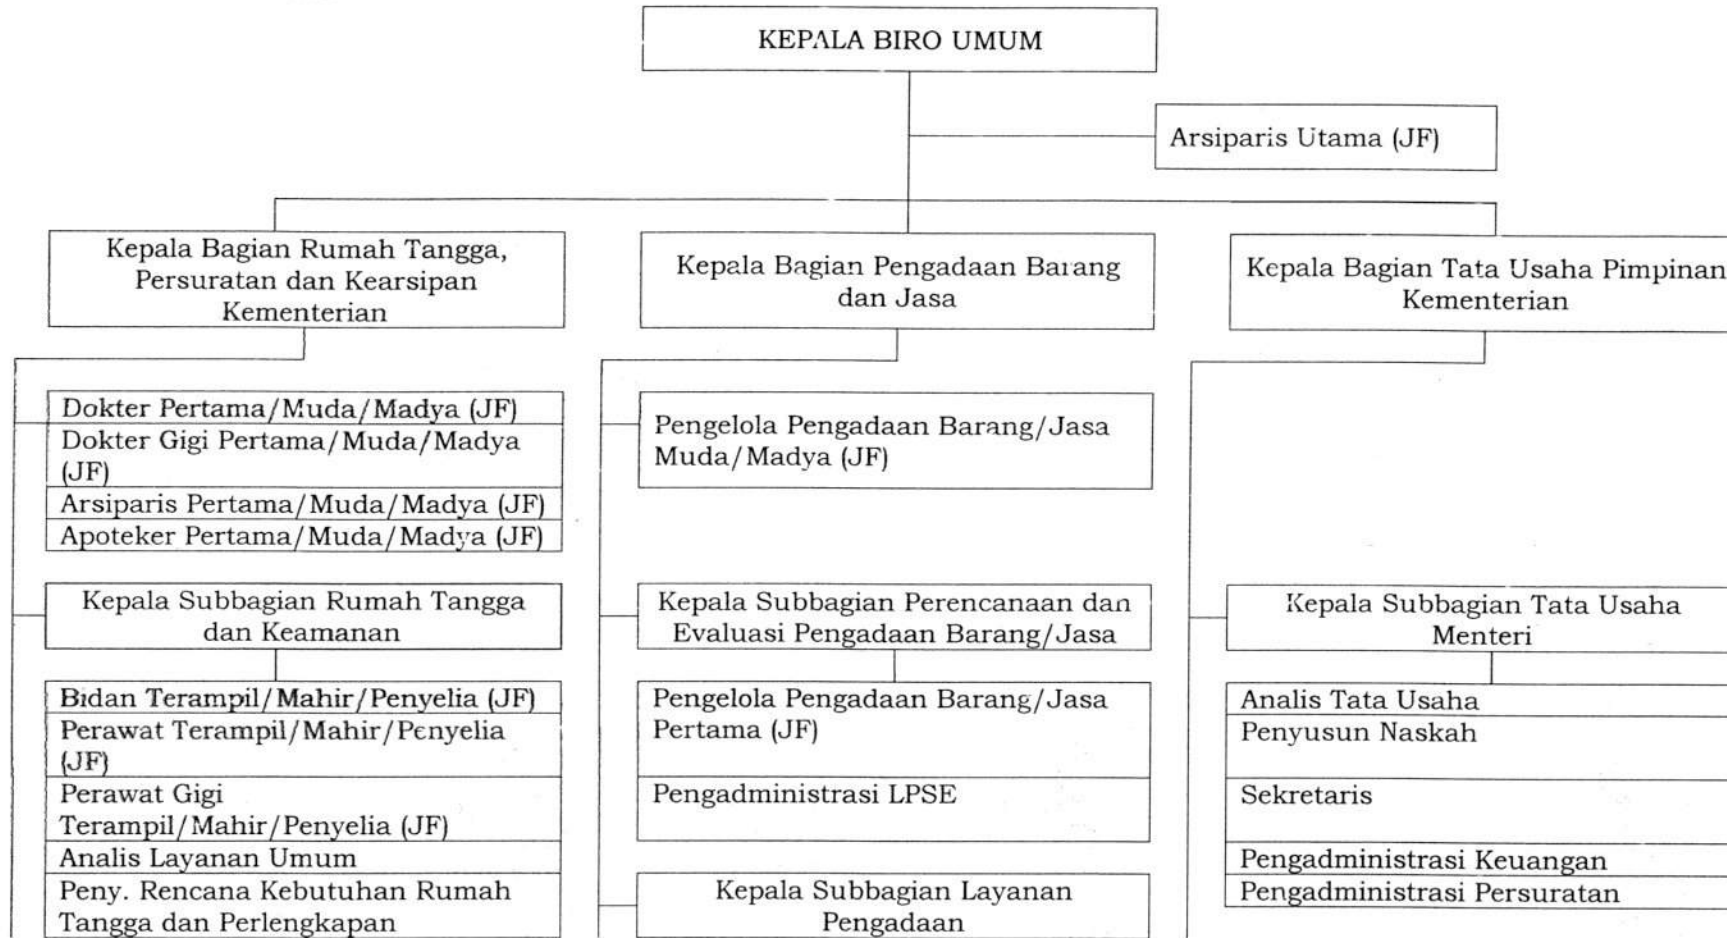 KEPALA BIRO UMUM
Arsiparis Utama (JF)
Kepala Bagian Rumah Tangga,
Persuratan dan Kearsipan
Kementerian
Kepala Bagian Pengadaan Barang
dan Jasa
Kepala Bagian Tata Usaha Pimpinan
Kementerian
Dokter Pertama/Muda/Madya (JF)
Dokter Gigi Pertama/Muda/Madya
(JF)
Arsiparis Pertama/Muda/Madya (JF)
Apoteker Pertama/Muda/Madya (JF)
Pengelola Pengadaan Barang/Jasa
Muda/Madya (JF)
Kepala Subbagian Rumah Tangga
dan Keamanan
Kepala Subbagian Perencanaan dan
Evaluasi Pengadaan Barang/Jasa
Kepala Subbagian Tata Usaha
Menteri
Bidan Terampil/Mahir/Penyelia (JF)
Perawat Terampil/Mahir/Penyelia
(JF)
Perawat Gigi
Terampil/Mahir/Penyelia (JF)
Analis Layanan Umum
Peny. Rencana Kebutuhan Rumah
Tangga dan Perlengkapan
Pengelola Pengadaan Barang/Jasa
Pertama (JF)
Pengadministrasi LPSE
Kepala Subbagian Layanan
Pengadaan
Analis Tata Usaha
Penyusun Naskah
Sekretaris
Pengadministrasi Keuangan
Pengadministrasi Persuratan